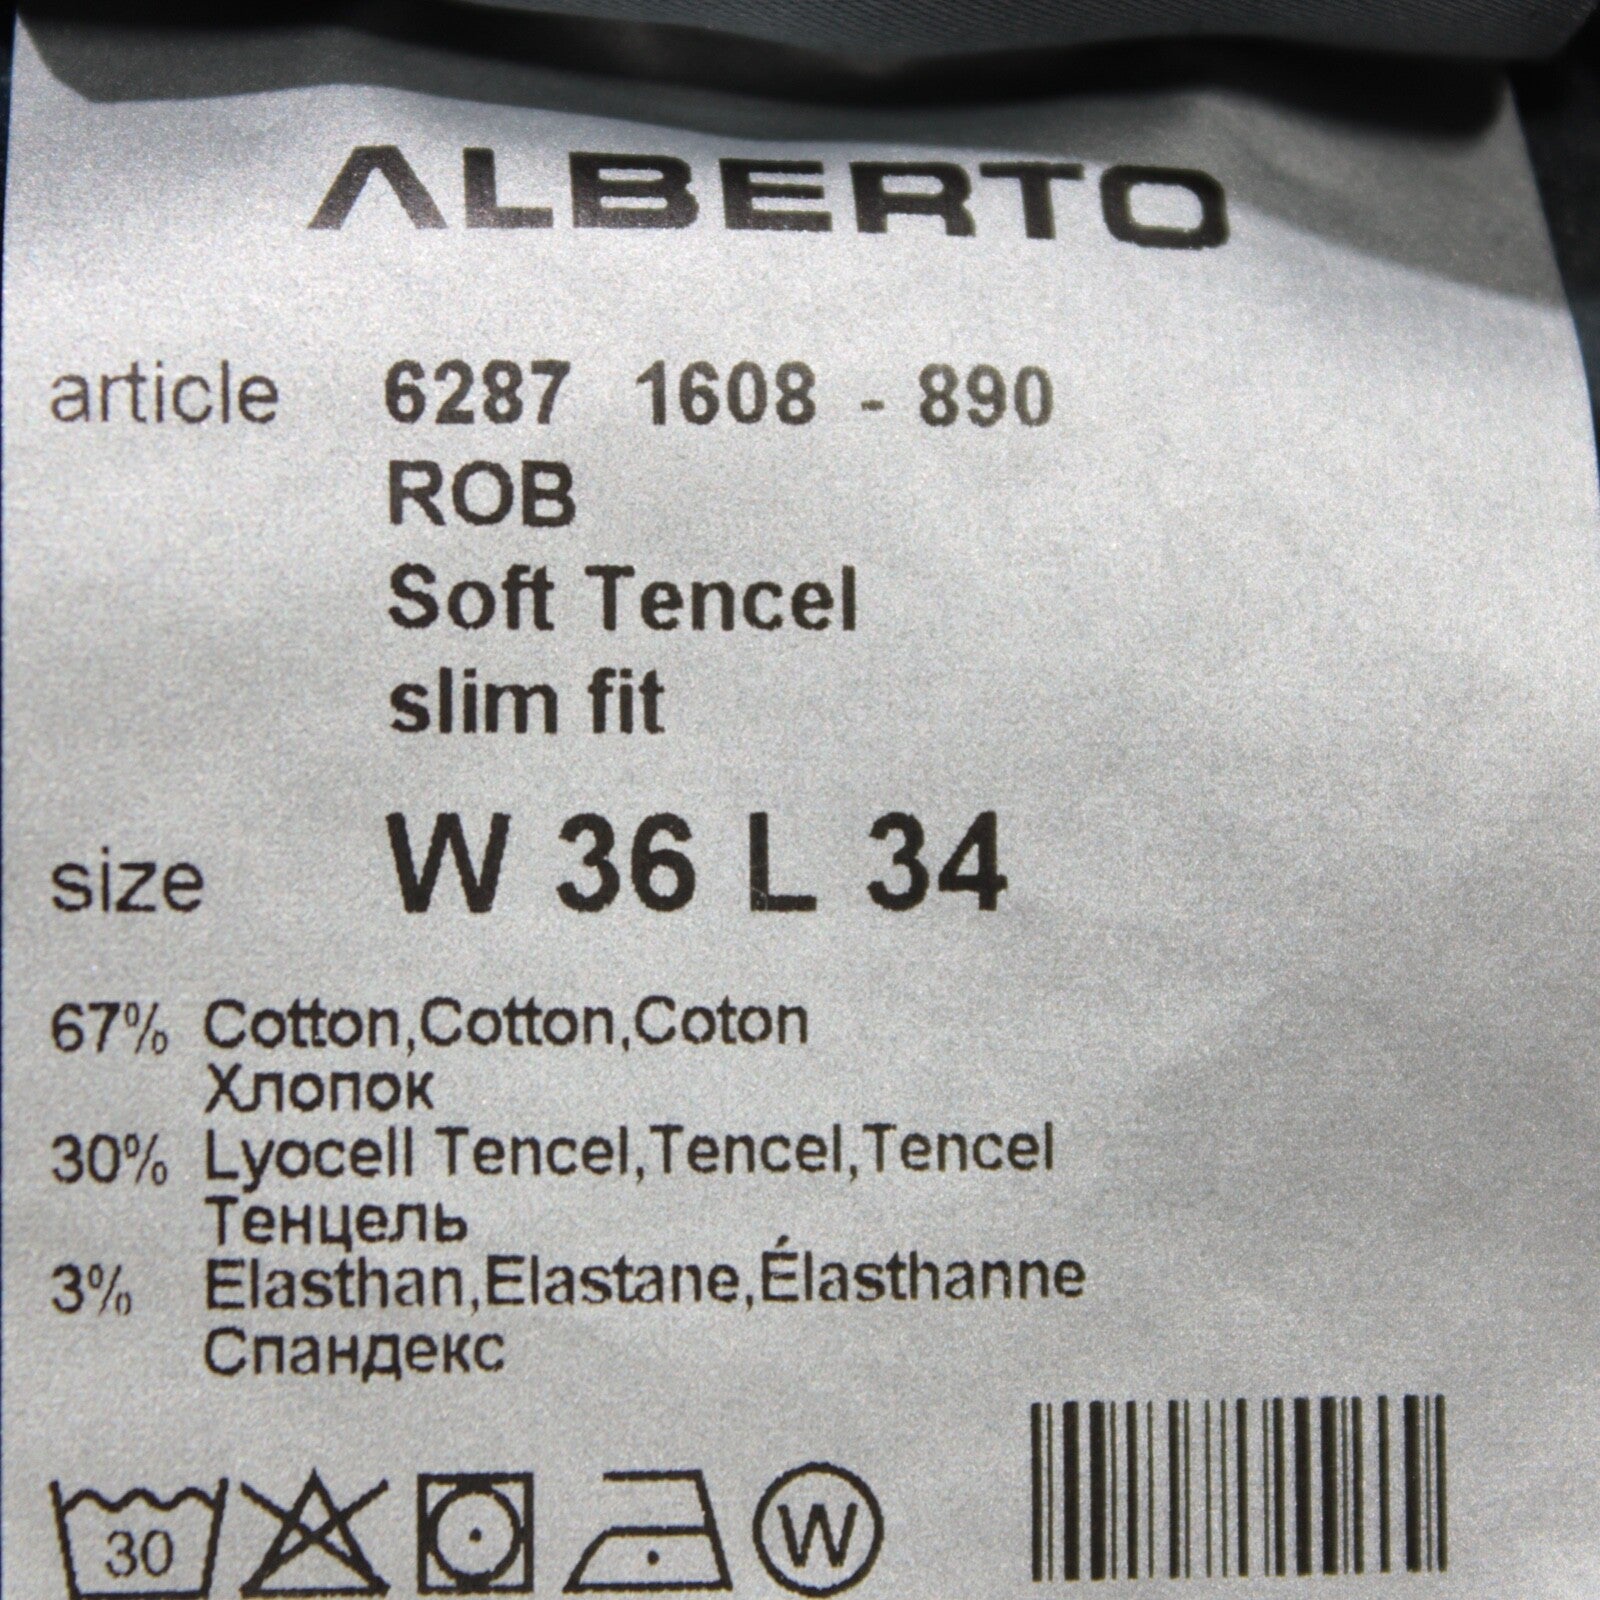 ALBERTO
article 6287 1608 - 890
ROB
Soft Tencel
slim fit
size W 36 L 34
67% Cotton,Cotton,Coton
Хлопок
30% Lyocell Tencel,Tencel,Tencel
Тенцель
3% Elasthan,Elastane,Élasthanne
Спандекс
30 W